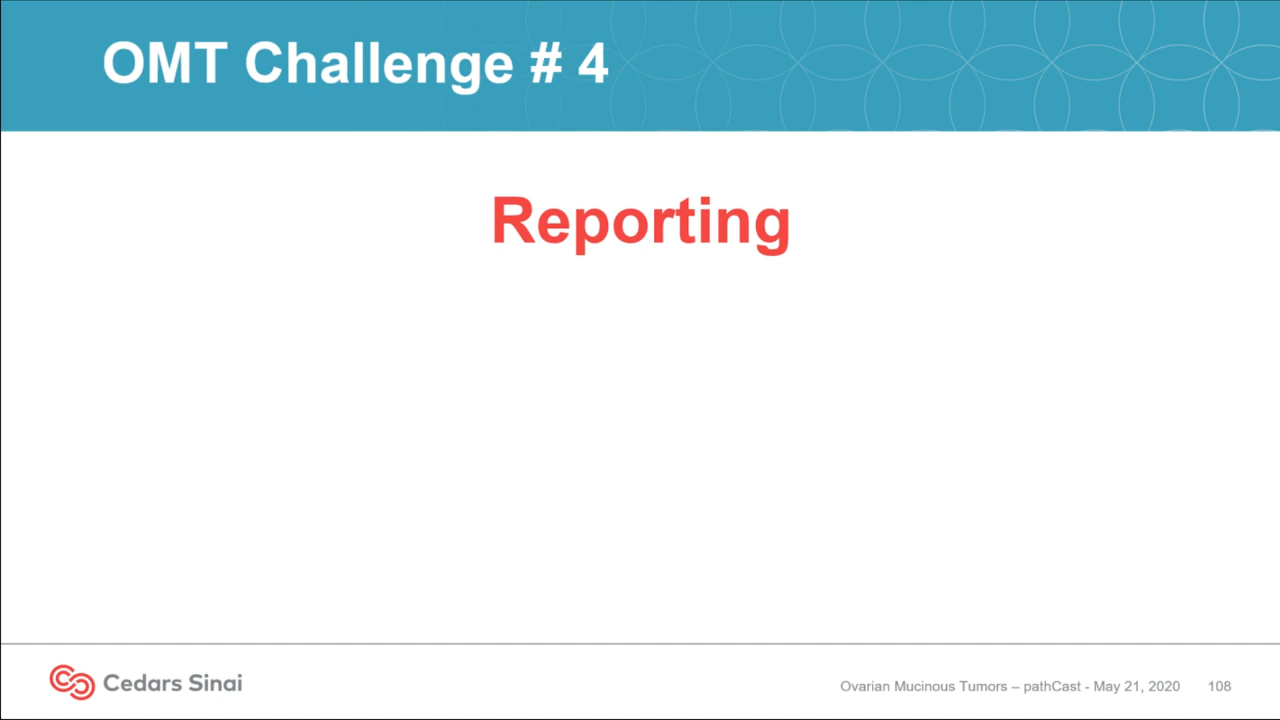 OMT Challenge # 4
Reporting
Cedars Sinai
Ovarian Mucinous Tumors – pathCast - May 21, 2020 108